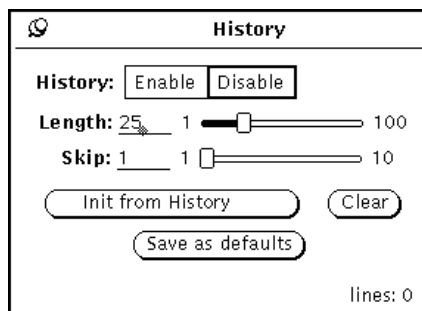 History
History: Enable Disable
Length: 25 1 100
Skip: 1 1 10
Init from History Clear
Save as defaults
lines: 0